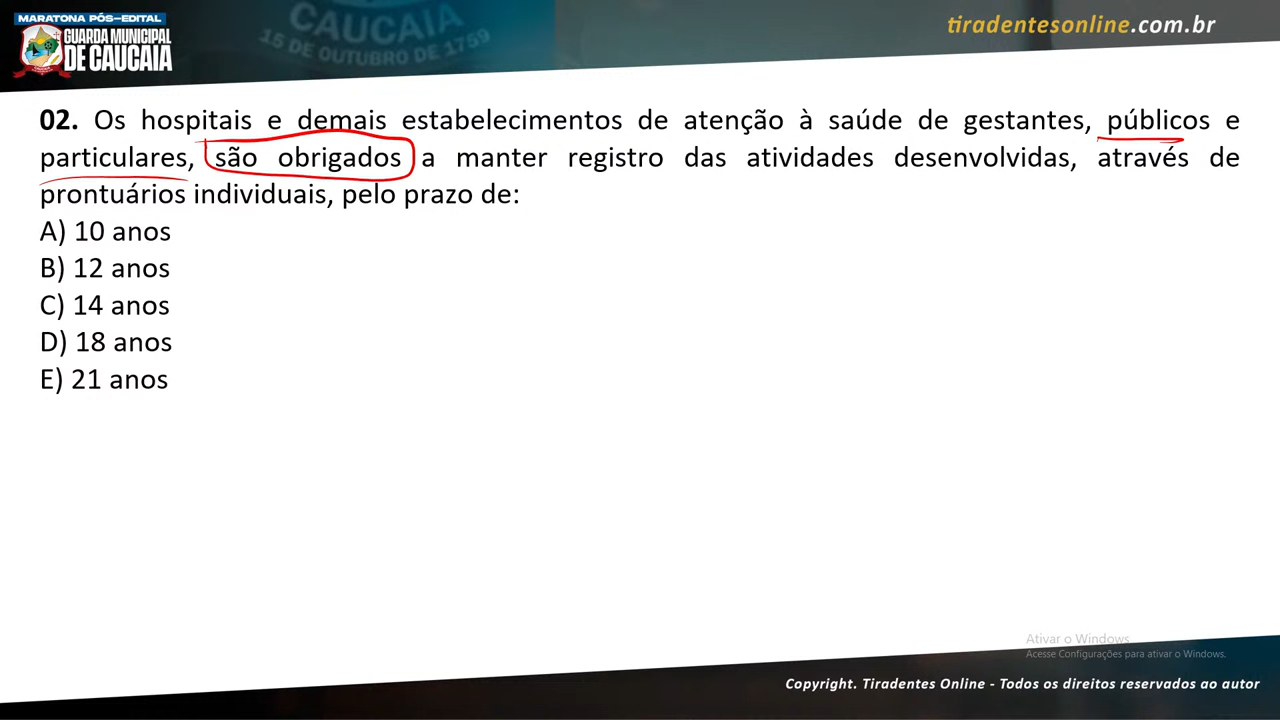 MARATONA PÓS-EDITAL
GUARDA MUNICIPAL
DE CAUCAIA
CAUCAIA
15 DE OUTUBRO DE 1759
tiradentesonline.com.br
02. Os hospitais e demais estabelecimentos de atenção à saúde de gestantes, públicos e
particulares, são obrigados a manter registro das atividades desenvolvidas, através de
prontuários individuais, pelo prazo de:
A) 10 anos
B) 12 anos
C) 14 anos
D) 18 anos
E) 21 anos
Ativar o Windows
Acesse Configurações para ativar o Windows.
Copyright. Tiradentes Online - Todos os direitos reservados ao autor